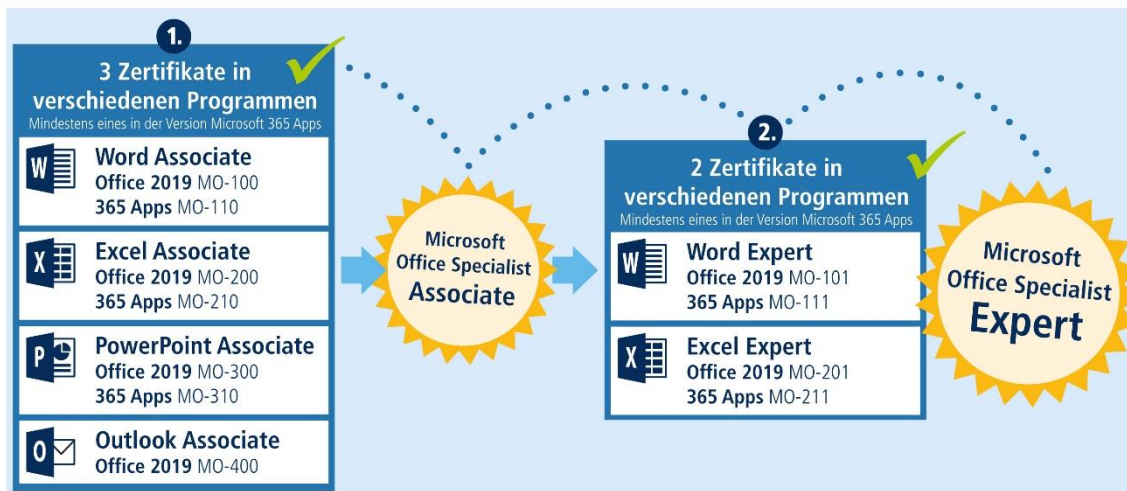 1.
3 Zertifikate in
verschiedenen Programmen
Mindestens eines in der Version Microsoft 365 Apps
W
Word Associate
Office 2019 MO-100
365 Apps MO-110
X
Excel Associate
Office 2019 MO-200
365 Apps MO-210
P
PowerPoint Associate
Office 2019 MO-300
365 Apps MO-310
O
Outlook Associate
Office 2019 MO-400
Microsoft
Office Specialist
Associate
2.
2 Zertifikate in
verschiedenen Programmen
Mindestens eines in der Version Microsoft 365 Apps
W
Word Expert
Office 2019 MO-101
365 Apps MO-111
X
Excel Expert
Office 2019 MO-201
365 Apps MO-211
Microsoft
Office Specialist
Expert